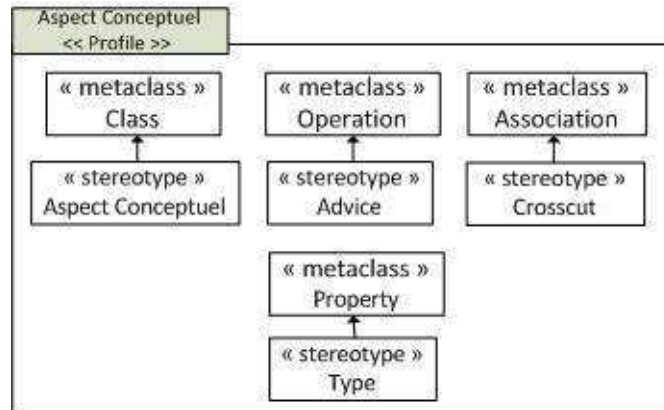 Aspect Conceptuel
<< Profile >>
« metaclass »
Class
« metaclass »
Operation
« metaclass »
Association
« stereotype »
Aspect Conceptuel
« stereotype »
Advice
« stereotype »
Crosscut
« metaclass »
Property
« stereotype »
Type